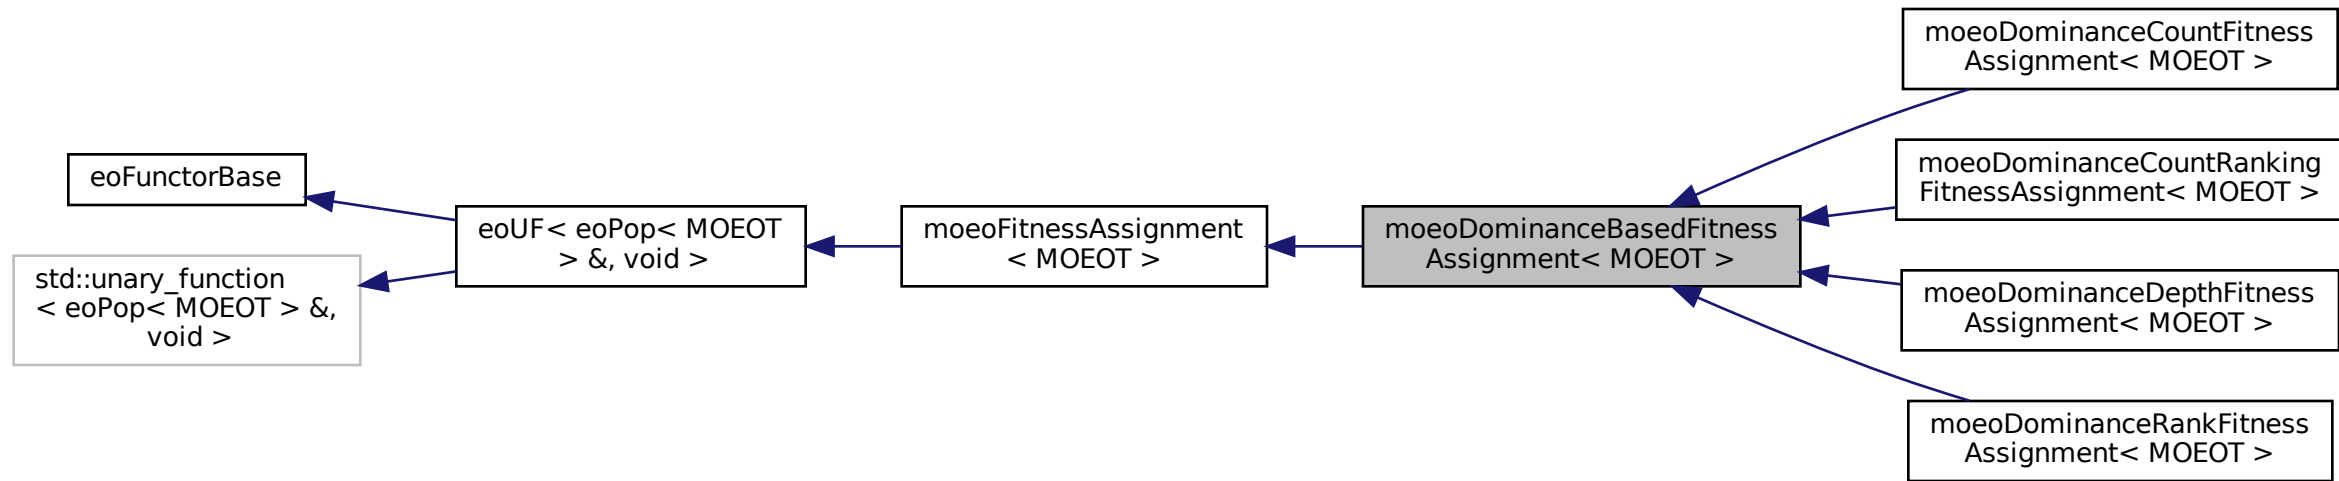 eoFunctorBase
std::unary_function
< eoPop< MOEOT > &,
void >
eoUF< eoPop< MOEOT
> &, void >
moeoFitnessAssignment
< MOEOT >
moeoDominanceBasedFitness
Assignment< MOEOT >
moeoDominanceCountFitness
Assignment< MOEOT >
moeoDominanceCountRanking
FitnessAssignment< MOEOT >
moeoDominanceDepthFitness
Assignment< MOEOT >
moeoDominanceRankFitness
Assignment< MOEOT >